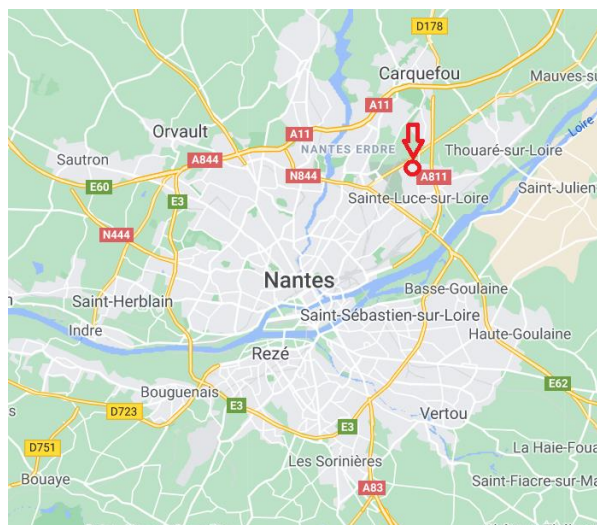 D178
Carquefou
Mauves-su
A11
A11
Orvault
NANTES ERDRE
Loire
Thouaré-sur-Loire
Sautron
A844
N844
A811
E60
E3
Sainte-Luce-sur-Loire
Saint-Julien-
N444
Nantes
Basse-Goulaine
Saint-Herblain
Saint-Sébastien-sur-Loire
Indre
Haute-Goulaine
Rezé
Bouguenais
E62
E3
D723
Vertou
E3
D751
La Haie-Foua
Les Sorinières
Bouaye
A83
Saint-Fiacre-sur-Ma